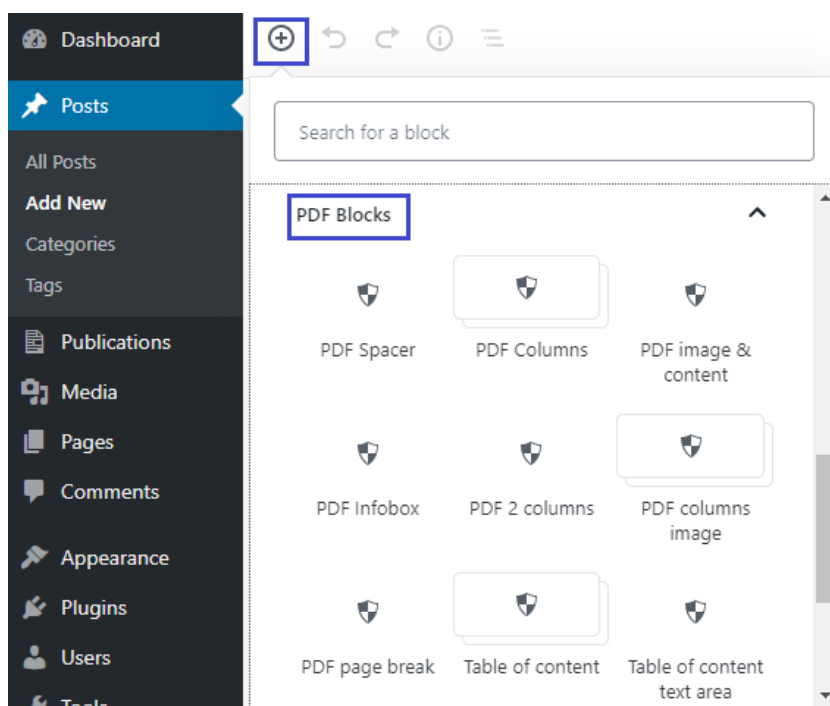 Dashboard
Posts
All Posts
Add New
Categories
Tags
Publications
Media
Pages
Comments
Appearance
Plugins
Users
Tools
Search for a block
PDF Blocks
PDF Spacer
PDF Columns
PDF image &
content
PDF Infobox
PDF 2 columns
PDF columns
image
PDF page break
Table of content
Table of content
text area